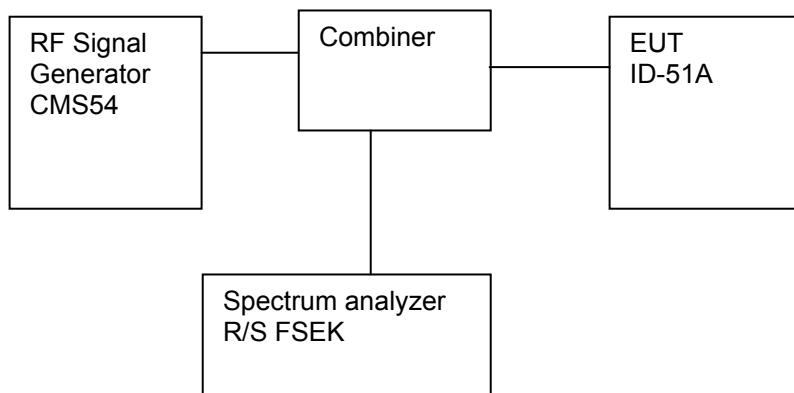 RF Signal
Generator
CMS54
Combiner
EUT
ID-51A
Spectrum analyzer
R/S FSEK